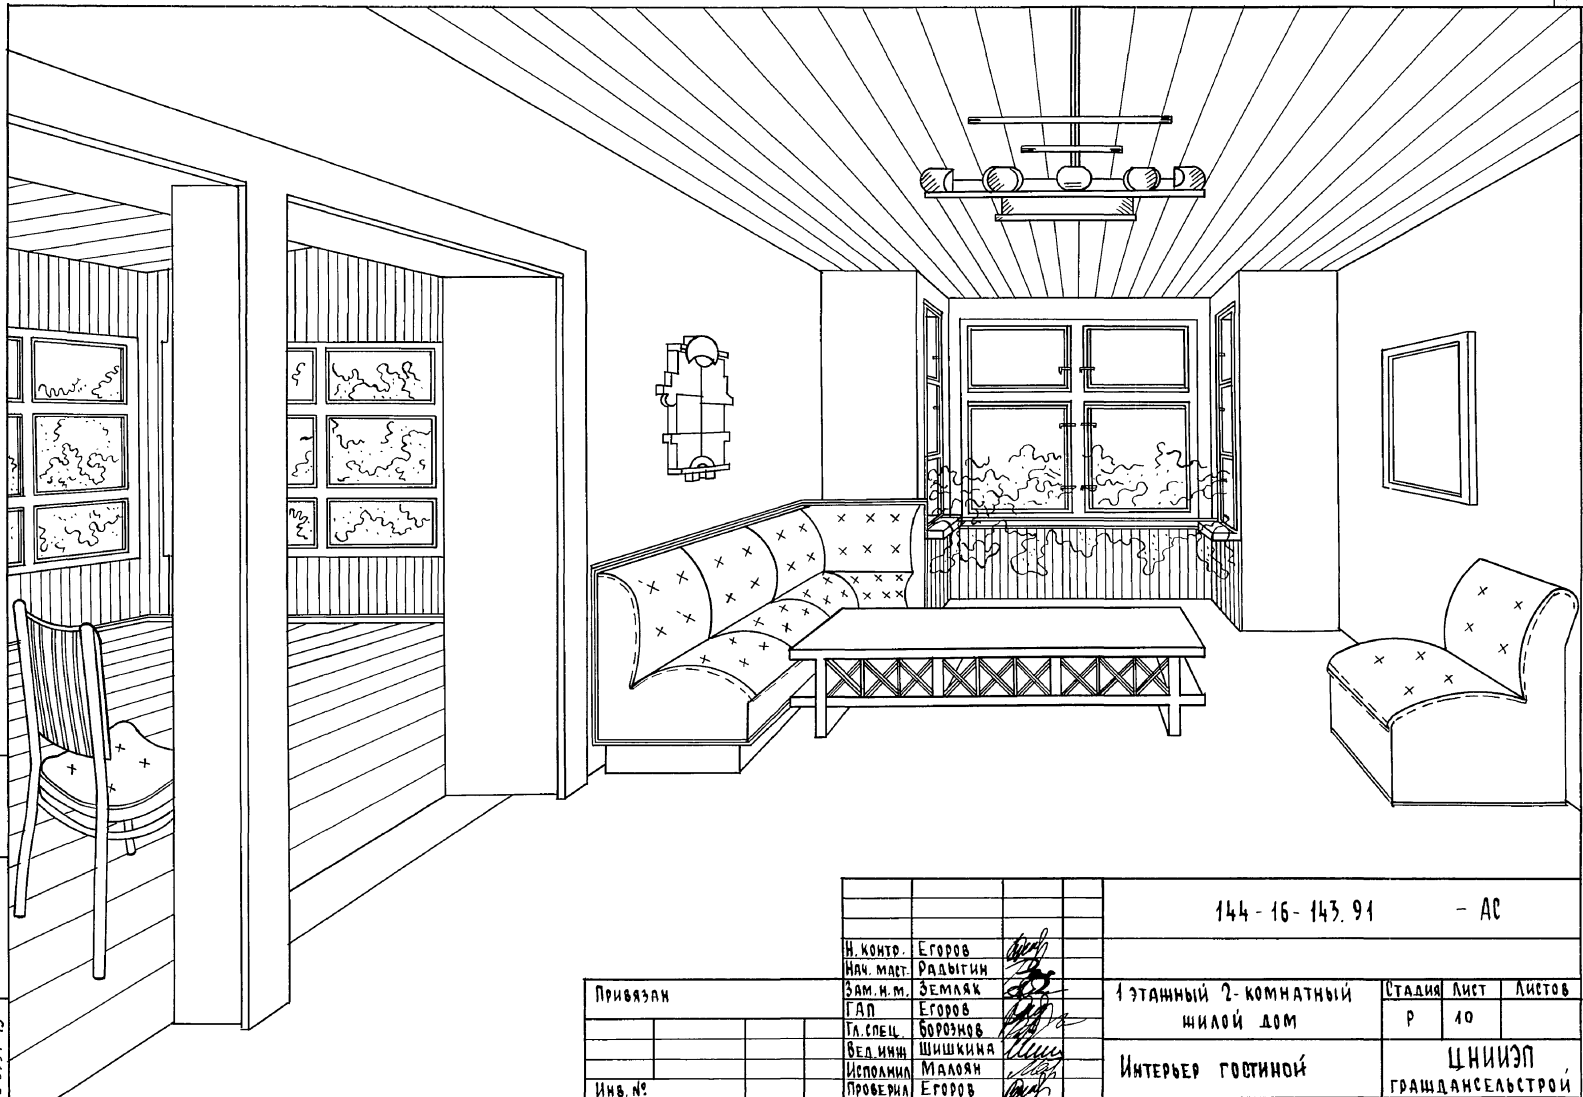 144-16-143.91 - АС
Н.контр. Егоров
Нач. маст. Радыгин
Зам.н.м. Земляк
ГАП Егоров
Гл.спец. Борознов
Вед.инж Шишкина
Исполнил Малоян
Проверил Егоров
Привязан
Инв.№
1 этажный 2-комнатный
жилой дом
Стадия Лист Листов
Р 10
Интерьер гостиной
ЦНИИЭП
граждансельстрой